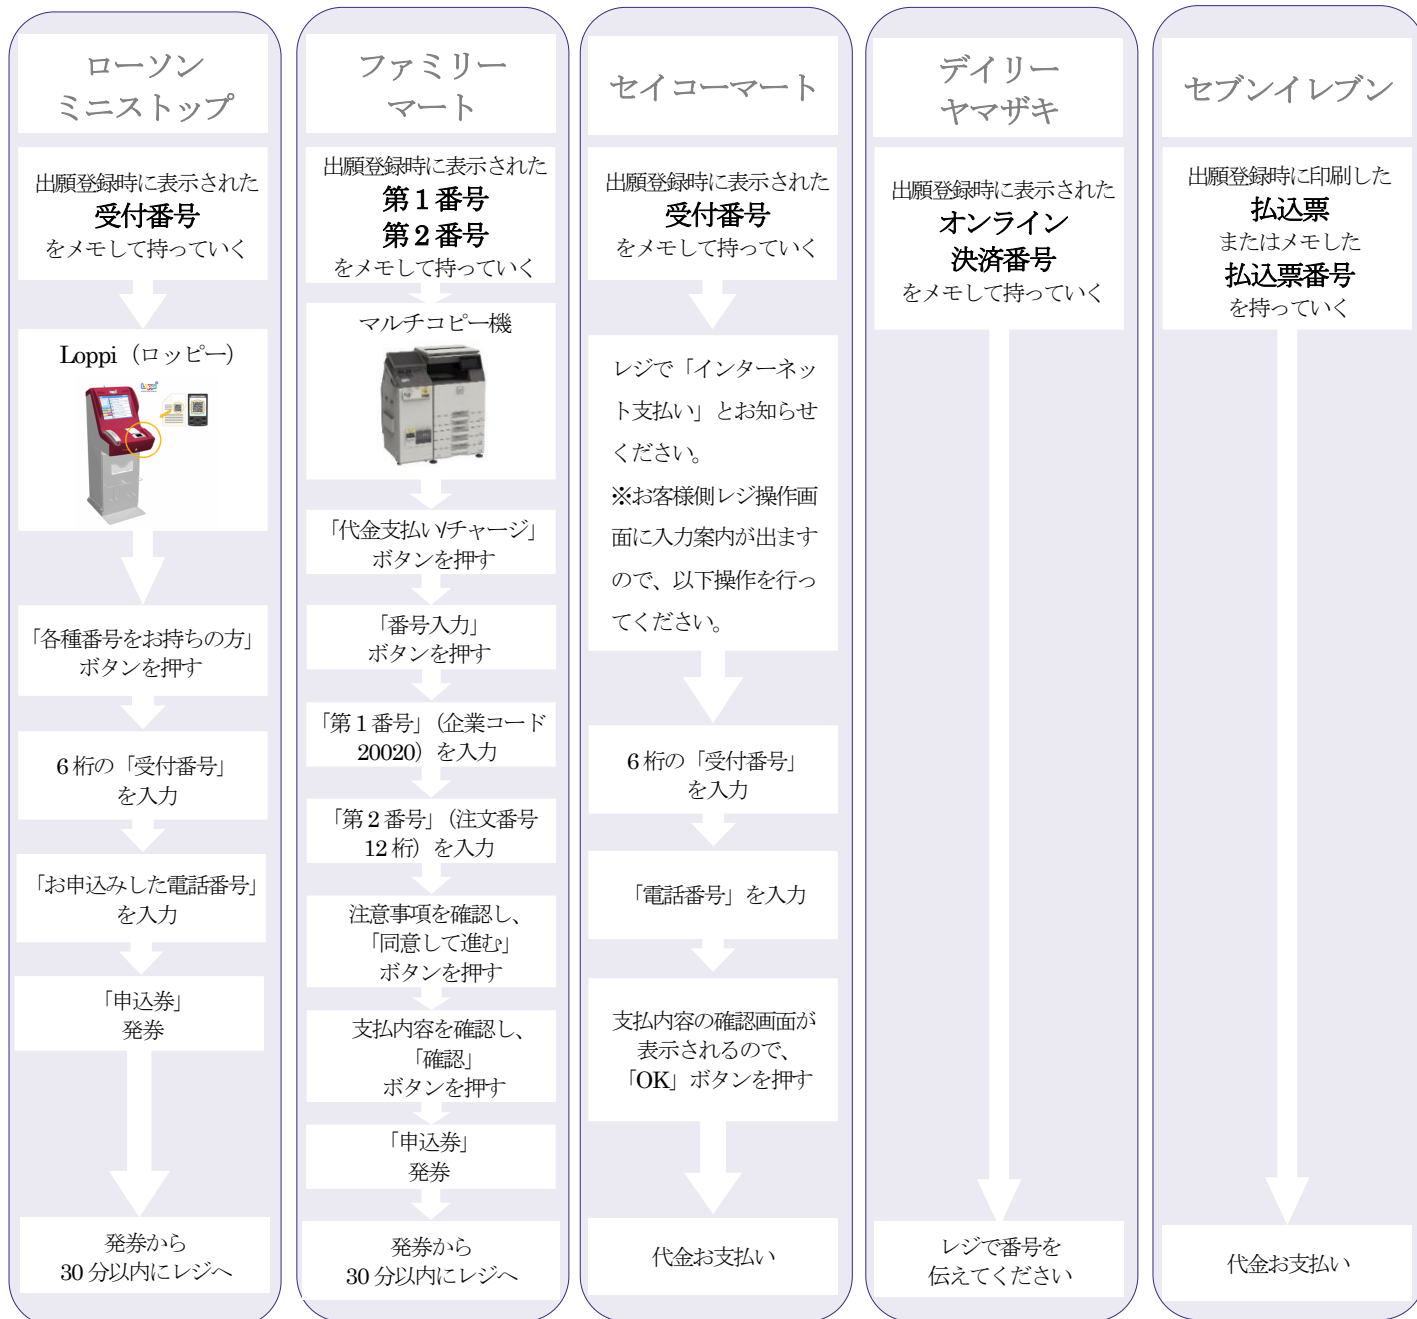 ローソン
ミニストップ
出願登録時に表示された
受付番号
をメモして持っていく
Loppi（ロッピー）
Loppi
「各種番号をお持ちの方」
ボタンを押す
6 桁の「受付番号」
を入力
「お申込みした電話番号」
を入力
「申込券」
発券
発券から
30 分以内にレジへ
ファミリー
マート
出願登録時に表示された
第１番号
第２番号
をメモして持っていく
マルチコピー機
「代金支払い/チャージ」
ボタンを押す
「番号入力」
ボタンを押す
「第１番号」（企業コード
20020）を入力
「第２番号」（注文番号
12 桁）を入力
注意事項を確認し、
「同意して進む」
ボタンを押す
支払内容を確認し、
「確認」
ボタンを押す
「申込券」
発券
発券から
30 分以内にレジへ
セイコーマート
出願登録時に表示された
受付番号
をメモして持っていく
レジで「インターネッ
ト支払い」とお知らせ
ください。
※お客様側レジ操作画
面に入力案内が出ます
ので、以下操作を行っ
てください。
6 桁の「受付番号」
を入力
「電話番号」を入力
支払内容の確認画面が
表示されるので、
「OK」ボタンを押す
代金お支払い
デイリー
ヤマザキ
出願登録時に表示された
オンライン
決済番号
をメモして持っていく
レジで番号を
伝えてください
セブンイレブン
出願登録時に印刷した
払込票
またはメモした
払込票番号
を持っていく
代金お支払い